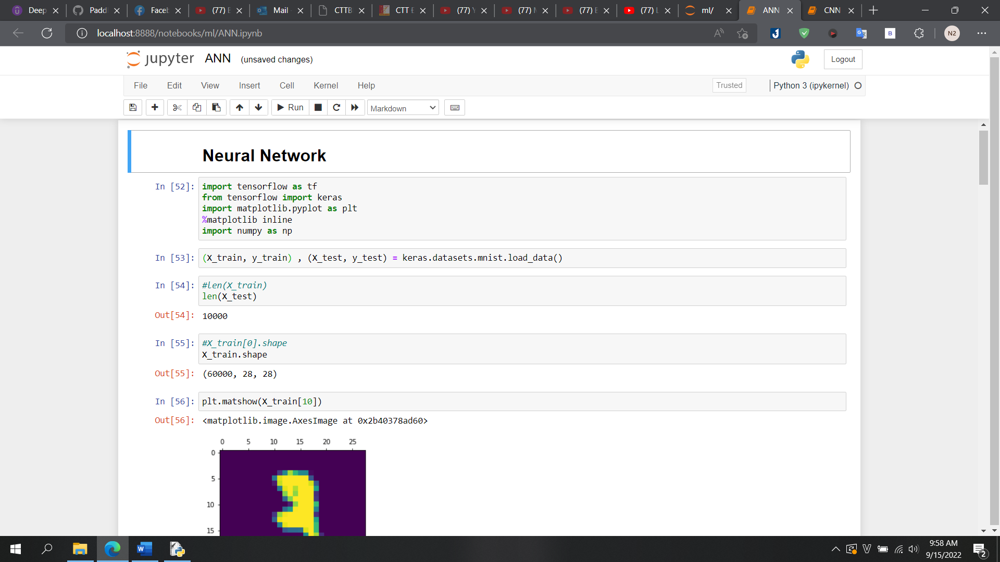 Deep
Padd
Faceb
(77) E
Mail
CTTB
CTT E
(77) Y
(77) M
(77) E
(77) L
ml/
ANN
CNN
localhost:8888/notebooks/ml/ANN.ipynb
N2
jupyter ANN (unsaved changes)
Logout
File Edit View Insert Cell Kernel Help
Trusted
Python 3 (ipykernel)
Run
Markdown
Neural Network
In [52]: import tensorflow as tf
from tensorflow import keras
import matplotlib.pyplot as plt
%matplotlib inline
import numpy as np
In [53]: (X_train, y_train) , (X_test, y_test) = keras.datasets.mnist.load_data()
In [54]: #len(X_train)
len(X_test)
Out[54]: 10000
In [55]: #X_train[0].shape
X_train.shape
Out[55]: (60000, 28, 28)
In [56]: plt.matshow(X_train[10])
Out[56]: <matplotlib.image.AxesImage at 0x2b40378ad60>
0 5 10 15 20 25
0
5
10
15
9:58 AM
9/15/2022
2